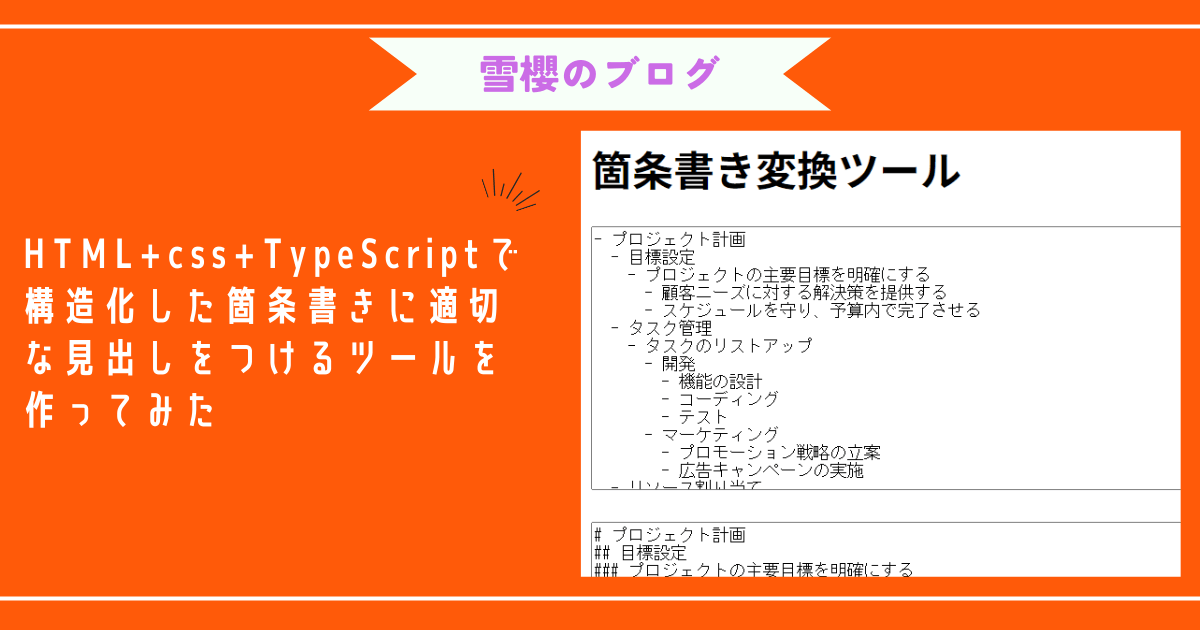 雪櫻のブログ
HTML+css+TypeScriptで
構造化した箇条書きに適切
な見出しをつけるツールを
作ってみた
箇条書き変換ツール
- プロジェクト計画
  - 目標設定
    - プロジェクトの主要目標を明確にする
      - 顧客ニーズに対する解決策を提供する
      - スケジュールを守り、予算内で完了させる
  - タスク管理
    - タスクのリストアップ
      - 開発
        - 機能の設計
        - コーディング
        - テスト
      - マーケティング
        - プロモーション戦略の立案
        - 広告キャンペーンの実施
  - リソース割り当て
# プロジェクト計画
## 目標設定
### プロジェクトの主要目標を明確にする